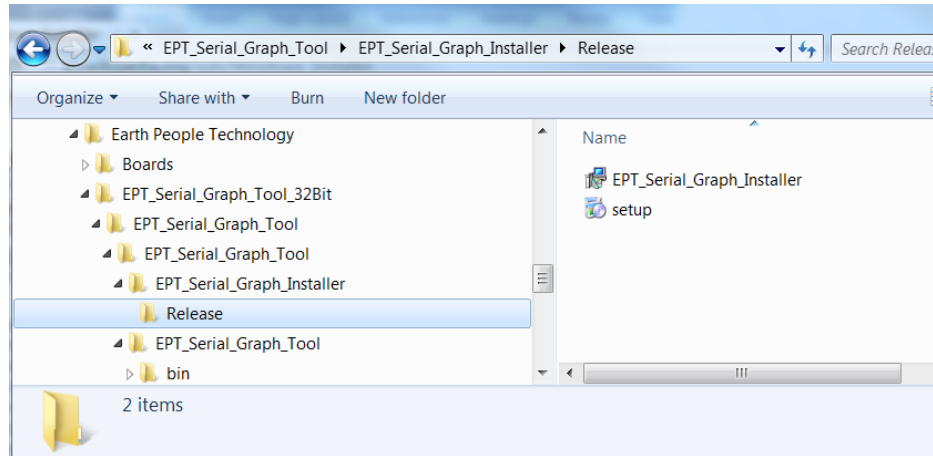 « EPT_Serial_Graph_Tool EPT_Serial_Graph_Installer Release Search Relea
Organize Share with Burn New folder
Earth People Technology
Boards
EPT_Serial_Graph_Tool_32Bit
EPT_Serial_Graph_Tool
EPT_Serial_Graph_Tool
EPT_Serial_Graph_Installer
Release
EPT_Serial_Graph_Tool
bin
Name
EPT_Serial_Graph_Installer
setup
2 items